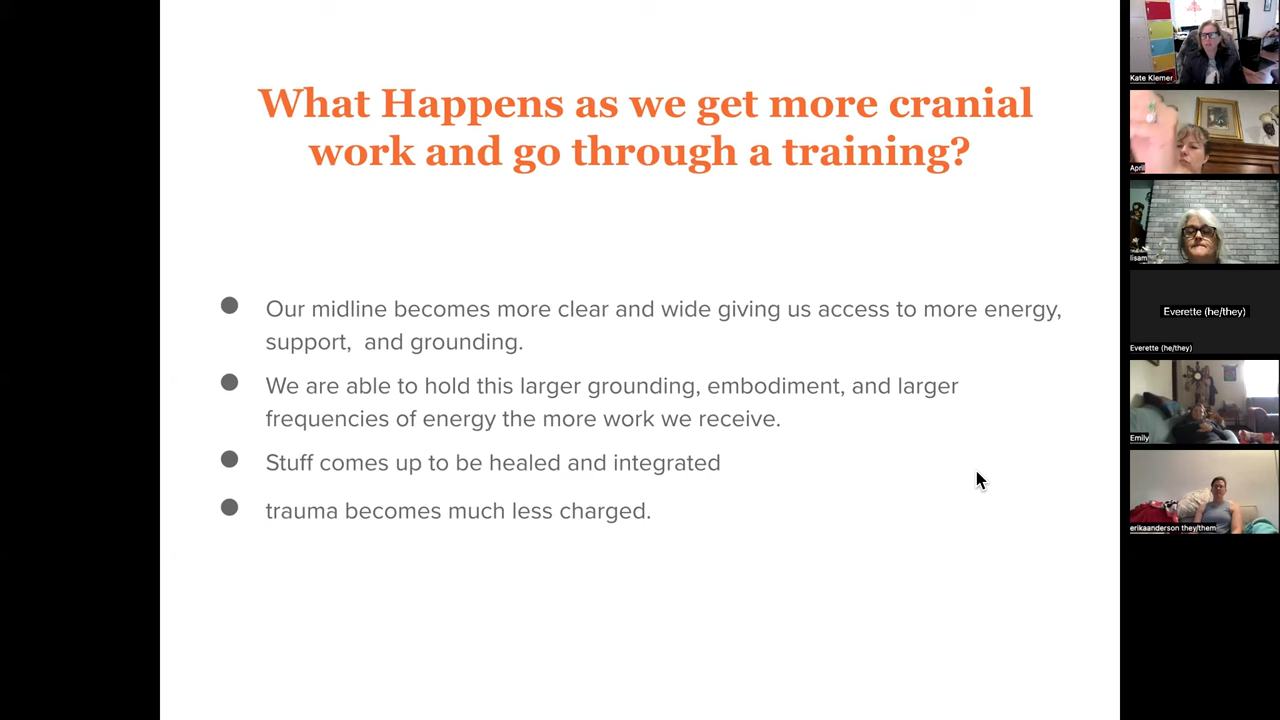 What Happens as we get more cranial
work and go through a training?
● Our midline becomes more clear and wide giving us access to more energy,
support,  and grounding.
● We are able to hold this larger grounding, embodiment, and larger
frequencies of energy the more work we receive.
● Stuff comes up to be healed and integrated
● trauma becomes much less charged.
Kate Klemer
April
lisam
Everette (he/they)
Everette (he/they)
Emily
erikaanderson they/them